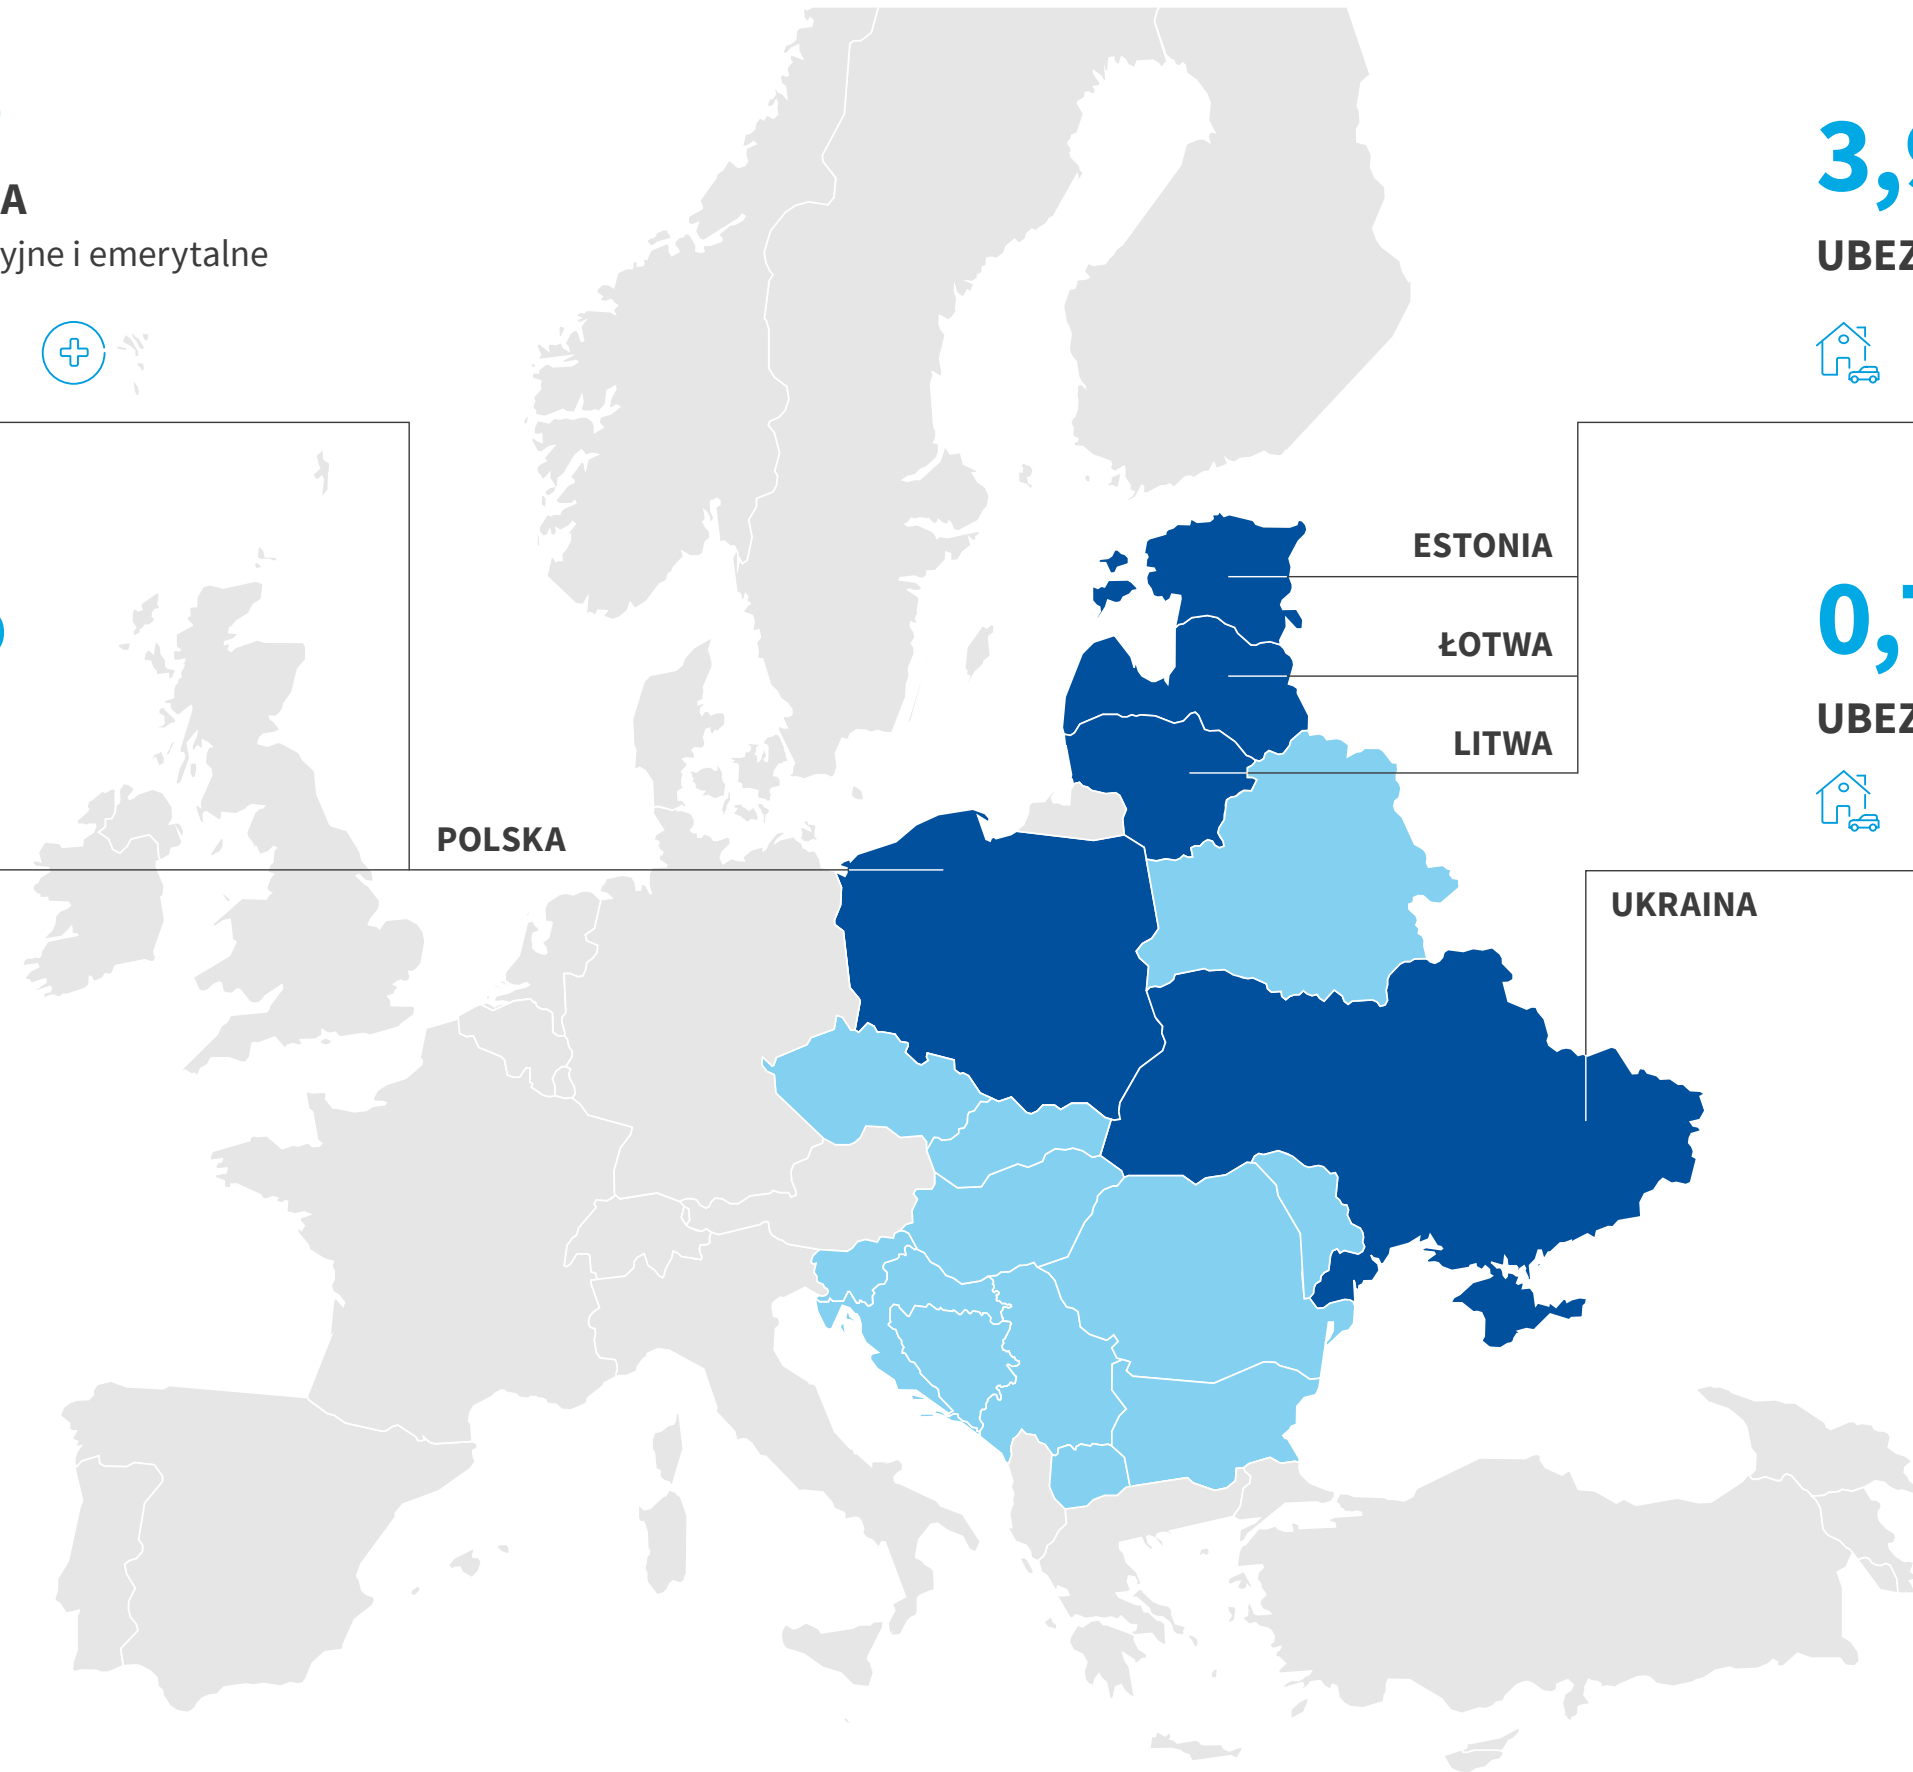 A
yjne i emerytalne
3,
UBEZ
ESTONIA
ŁOTWA
LITWA
0,
UBEZ
POLSKA
UKRAINA